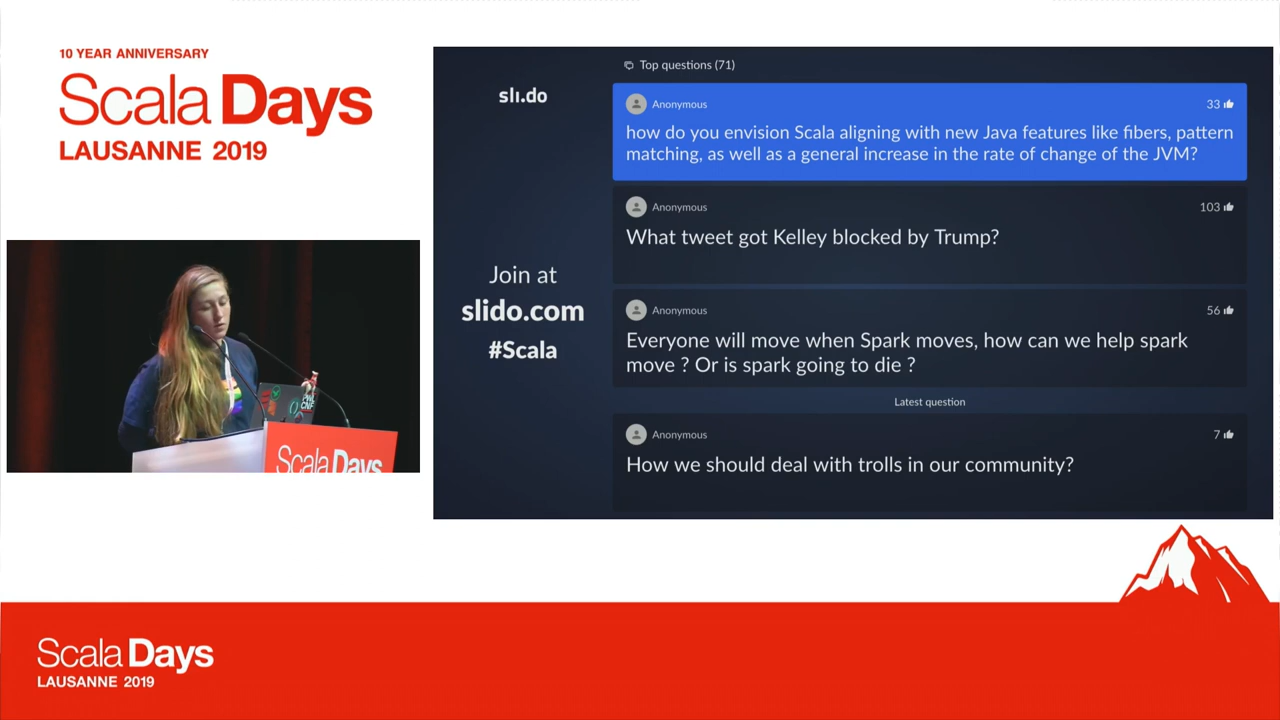 10 YEAR ANNIVERSARY
Scala Days
LAUSANNE 2019
sli.do
Join at
slido.com
#Scala
Top questions (71)
Anonymous
33
how do you envision Scala aligning with new Java features like fibers, pattern
matching, as well as a general increase in the rate of change of the JVM?
Anonymous
103
What tweet got Kelley blocked by Trump?
Anonymous
56
Everyone will move when Spark moves, how can we help spark
move ? Or is spark going to die ?
Latest question
Anonymous
7
How we should deal with trolls in our community?
Scala Days
Scala Days
LAUSANNE 2019